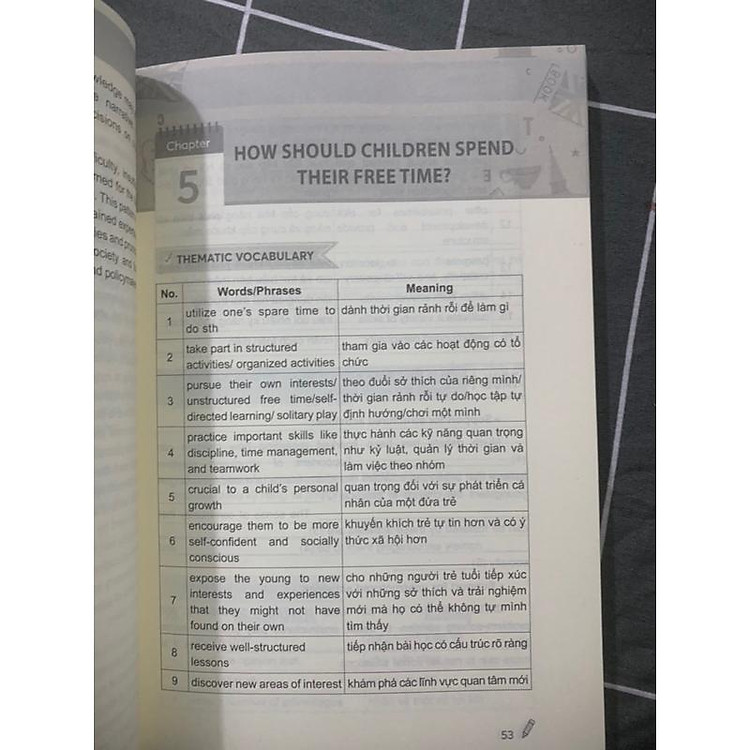 Chapter
5
HOW SHOULD CHILDREN SPEND
THEIR FREE TIME?
THEMATIC VOCABULARY
No. Words/Phrases Meaning
1 utilize one's spare time to do sth dành thời gian rảnh rỗi để làm gì
2 take part in structured activities/ organized activities tham gia vào các hoạt động có tổ chức
3 pursue their own interests/ unstructured free time/self-directed learning/ solitary play theo đuổi sở thích của riêng mình/ thời gian rảnh rỗi tự do/học tập tự định hướng/chơi một mình
4 practice important skills like discipline, time management, and teamwork thực hành các kỹ năng quan trọng như kỷ luật, quản lý thời gian và làm việc theo nhóm
5 crucial to a child's personal growth quan trọng đối với sự phát triển cá nhân của một đứa trẻ
6 encourage them to be more self-confident and socially conscious khuyến khích trẻ tự tin hơn và có ý thức xã hội hơn
7 expose the young to new interests and experiences that they might not have found on their own cho những người trẻ tuổi tiếp xúc với những sở thích và trải nghiệm mới mà họ có thể không tự mình tìm thấy
8 receive well-structured lessons tiếp nhận bài học có cấu trúc rõ ràng
9 discover new areas of interest khám phá các lĩnh vực quan tâm mới
53